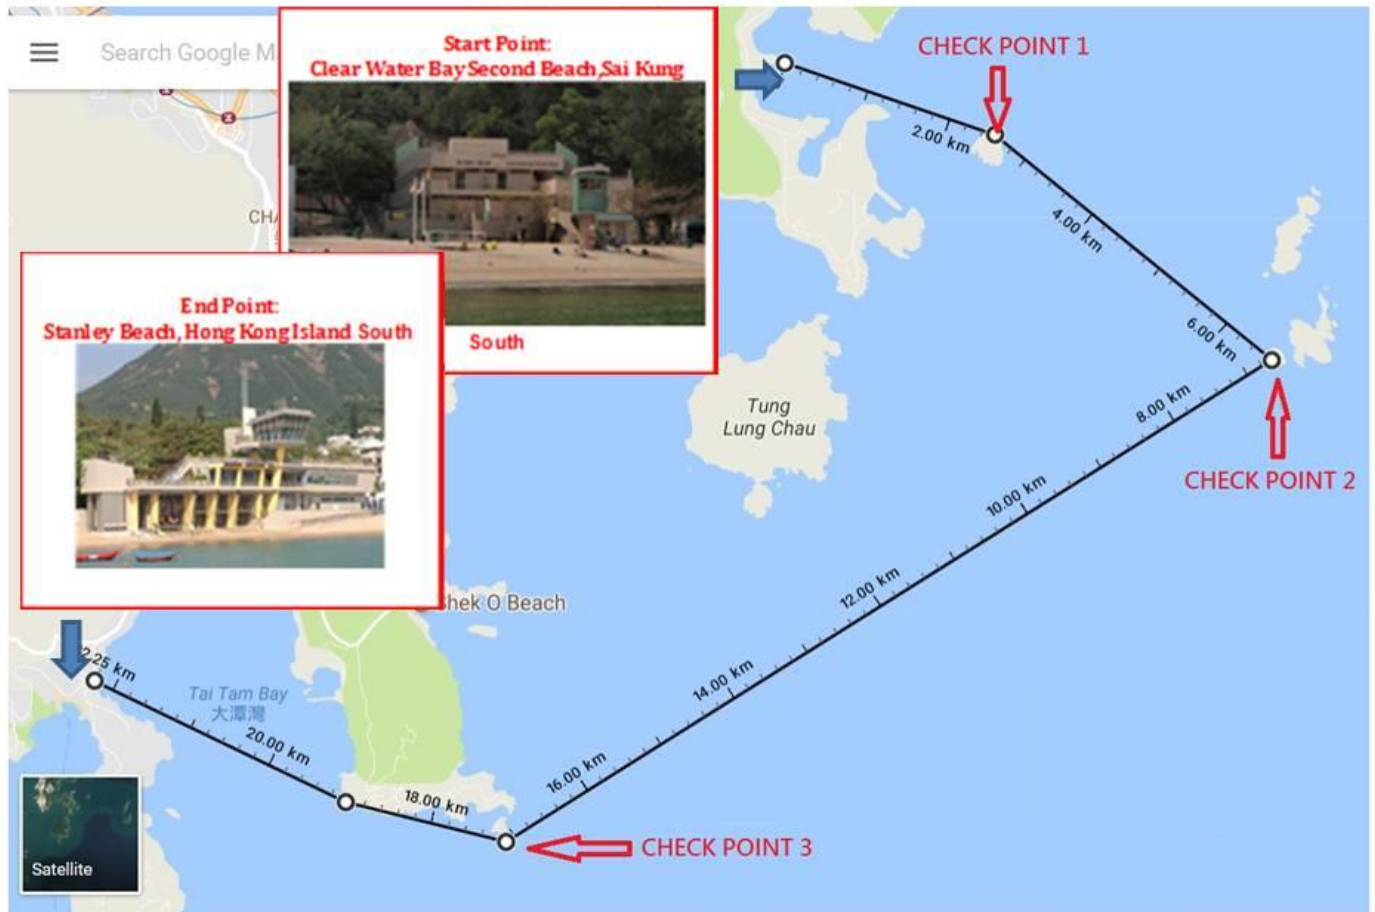 Search Google M
Start Point:
Clear Water Bay Second Beach, Sai Kung
South
CHECK POINT 1
2.00 km
CHA
4.00 km
End Point:
Stanley Beach, Hong Kong Island South
6.00 km
Tung
Lung Chau
8.00 km
CHECK POINT 2
10.00 km
12.00 km
Shek O Beach
14.00 km
2.25 km
Tai Tam Bay
大潭灣
20.00 km
16.00 km
18.00 km
CHECK POINT 3
Satellite